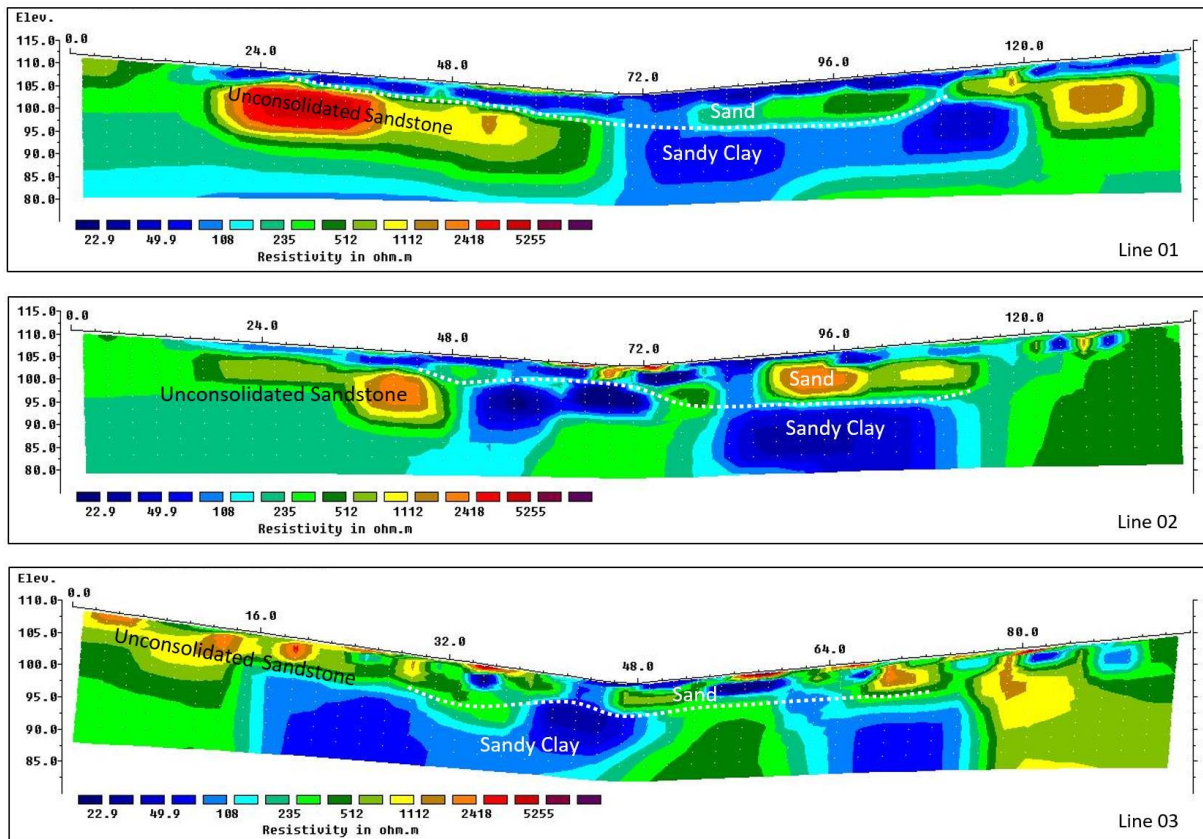 Elev.
115.0
0.0
110.0
24.0
120.0
105.0
48.0
96.0
72.0
100.0
Unconsolidated Sandstone
Sand
95.0
90.0
Sandy Clay
85.0
80.0
22.9 49.9 108 235 512 1112 2418 5255
Resistivity in ohm.m
Line 01
Elev.
115.0
0.0
110.0
24.0
120.0
105.0
48.0
96.0
72.0
100.0
Sand
95.0
Unconsolidated Sandstone
90.0
Sandy Clay
85.0
80.0
22.9 49.9 108 235 512 1112 2418 5255
Resistivity in ohm.m
Line 02
Elev.
110.0
0.0
105.0
16.0
80.0
Unconsolidated Sandstone
32.0
64.0
100.0
48.0
95.0
Sand
90.0
Sandy Clay
85.0
22.9 49.9 108 235 512 1112 2418 5255
Resistivity in ohm.m
Line 03